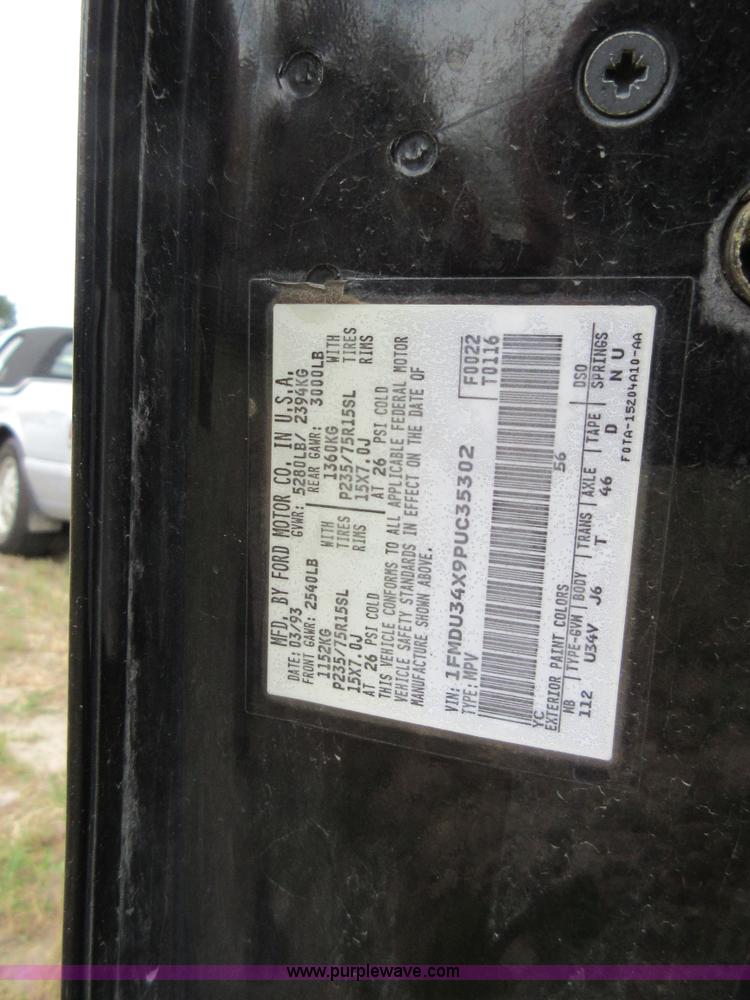 MFD. BY FORD MOTOR CO. IN U.S.A.
DATE: 03/93 GVWR: 5280LB/ 2394KG
FRONT GAWR: 2540LB REAR GAWR: 3000LB
1152KG WITH 1360KG WITH
P235/75R15SL TIRES P235/75R15SL TIRES
15X7.0J RIMS 15X7.0J RIMS
AT 26 PSI COLD AT 26 PSI COLD
THIS VEHICLE CONFORMS TO ALL APPLICABLE FEDERAL MOTOR
VEHICLE SAFETY STANDARDS IN EFFECT ON THE DATE OF
MANUFACTURE SHOWN ABOVE.
VIN: 1FMDU34X9PUC35302 F0022
TYPE: MPV T0116
YC 56
EXTERIOR PAINT COLORS DSO
WB TYPE-GVW BODY TRANS AXLE TAPE SPRINGS
112 U34V J6 T 46 D N U
F0TA-15204A10-AA
www.purplewave.com